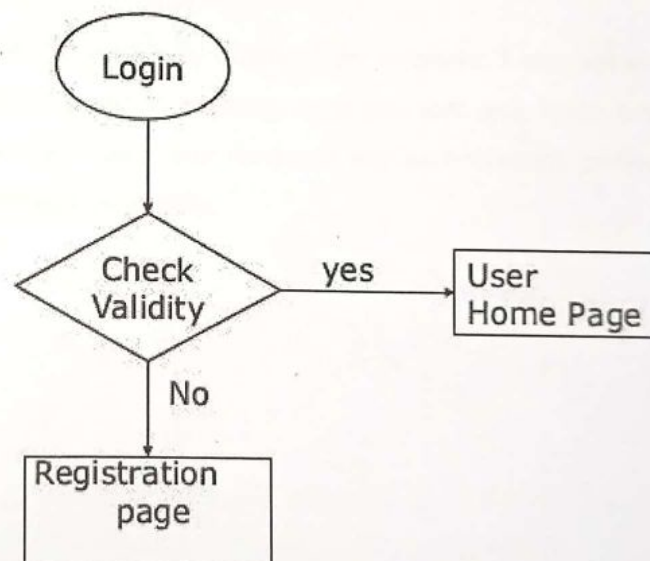 Login
Check
Validity
yes
User
Home Page
No
Registration
page